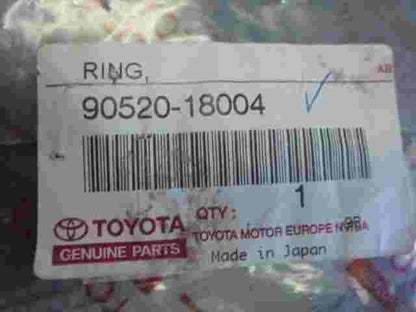 RING,
90520-18004
QTY: 1
TOYOTA
GENUINE PARTS
TOYOTA MOTOR EUROPE
Made in Japan